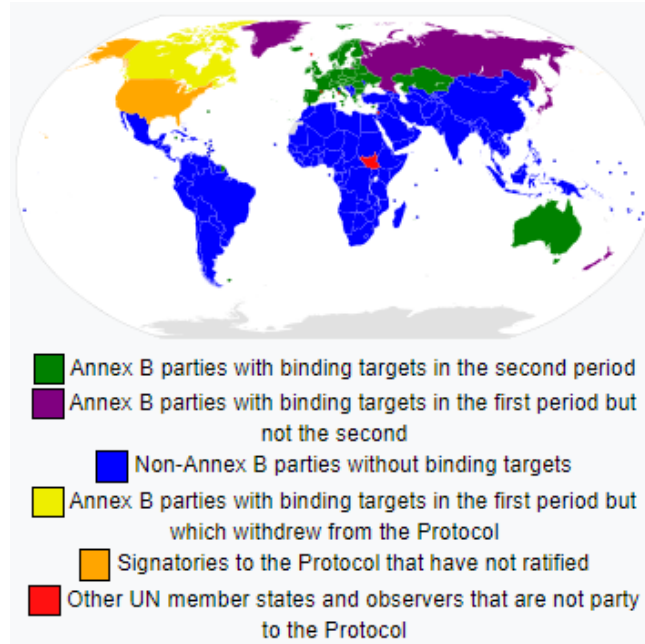 Annex B parties with binding targets in the second period
Annex B parties with binding targets in the first period but
not the second
Non-Annex B parties without binding targets
Annex B parties with binding targets in the first period but
which withdrew from the Protocol
Signatories to the Protocol that have not ratified
Other UN member states and observers that are not party
to the Protocol